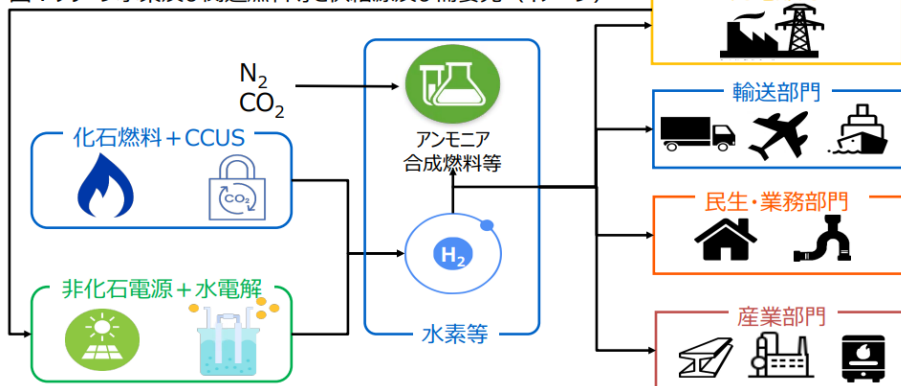 N2
CO2
アンモニア
合成燃料等
化石燃料+CCUS
CO2
H2
非化石電源+水電解
水素等
輸送部門
民生・業務部門
産業部門